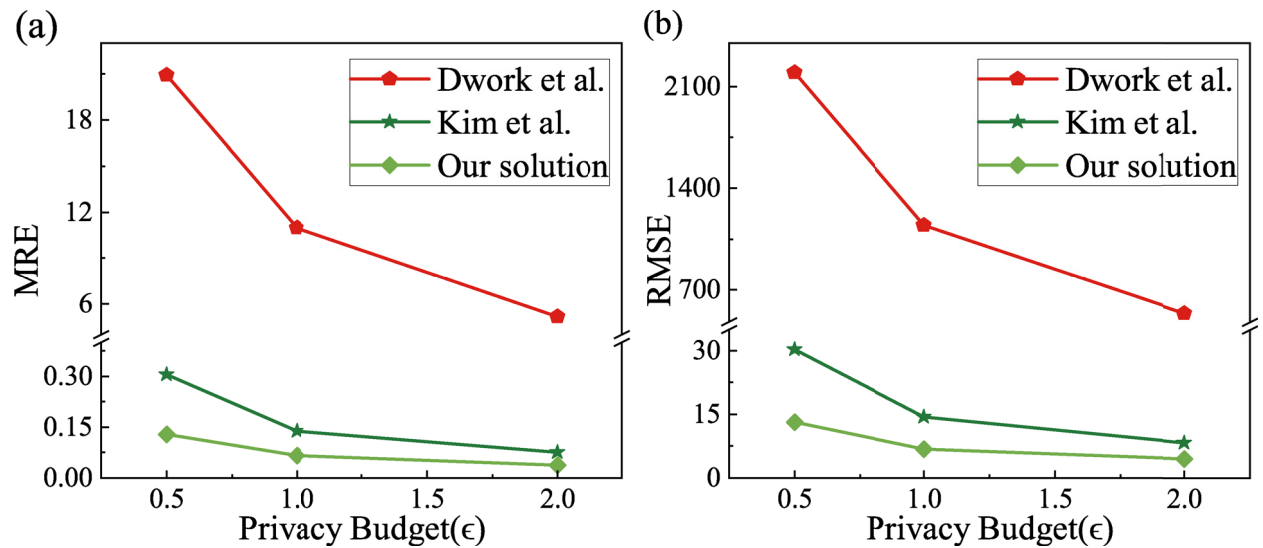 (a)
MRE
18
12
6
0.30
0.15
0.00
0.5 1.0 1.5 2.0
Privacy Budget(ϵ)
Dwork et al.
Kim et al.
Our solution
(b)
RMSE
2100
1400
700
30
15
0
0.5 1.0 1.5 2.0
Privacy Budget(ϵ)
Dwork et al.
Kim et al.
Our solution